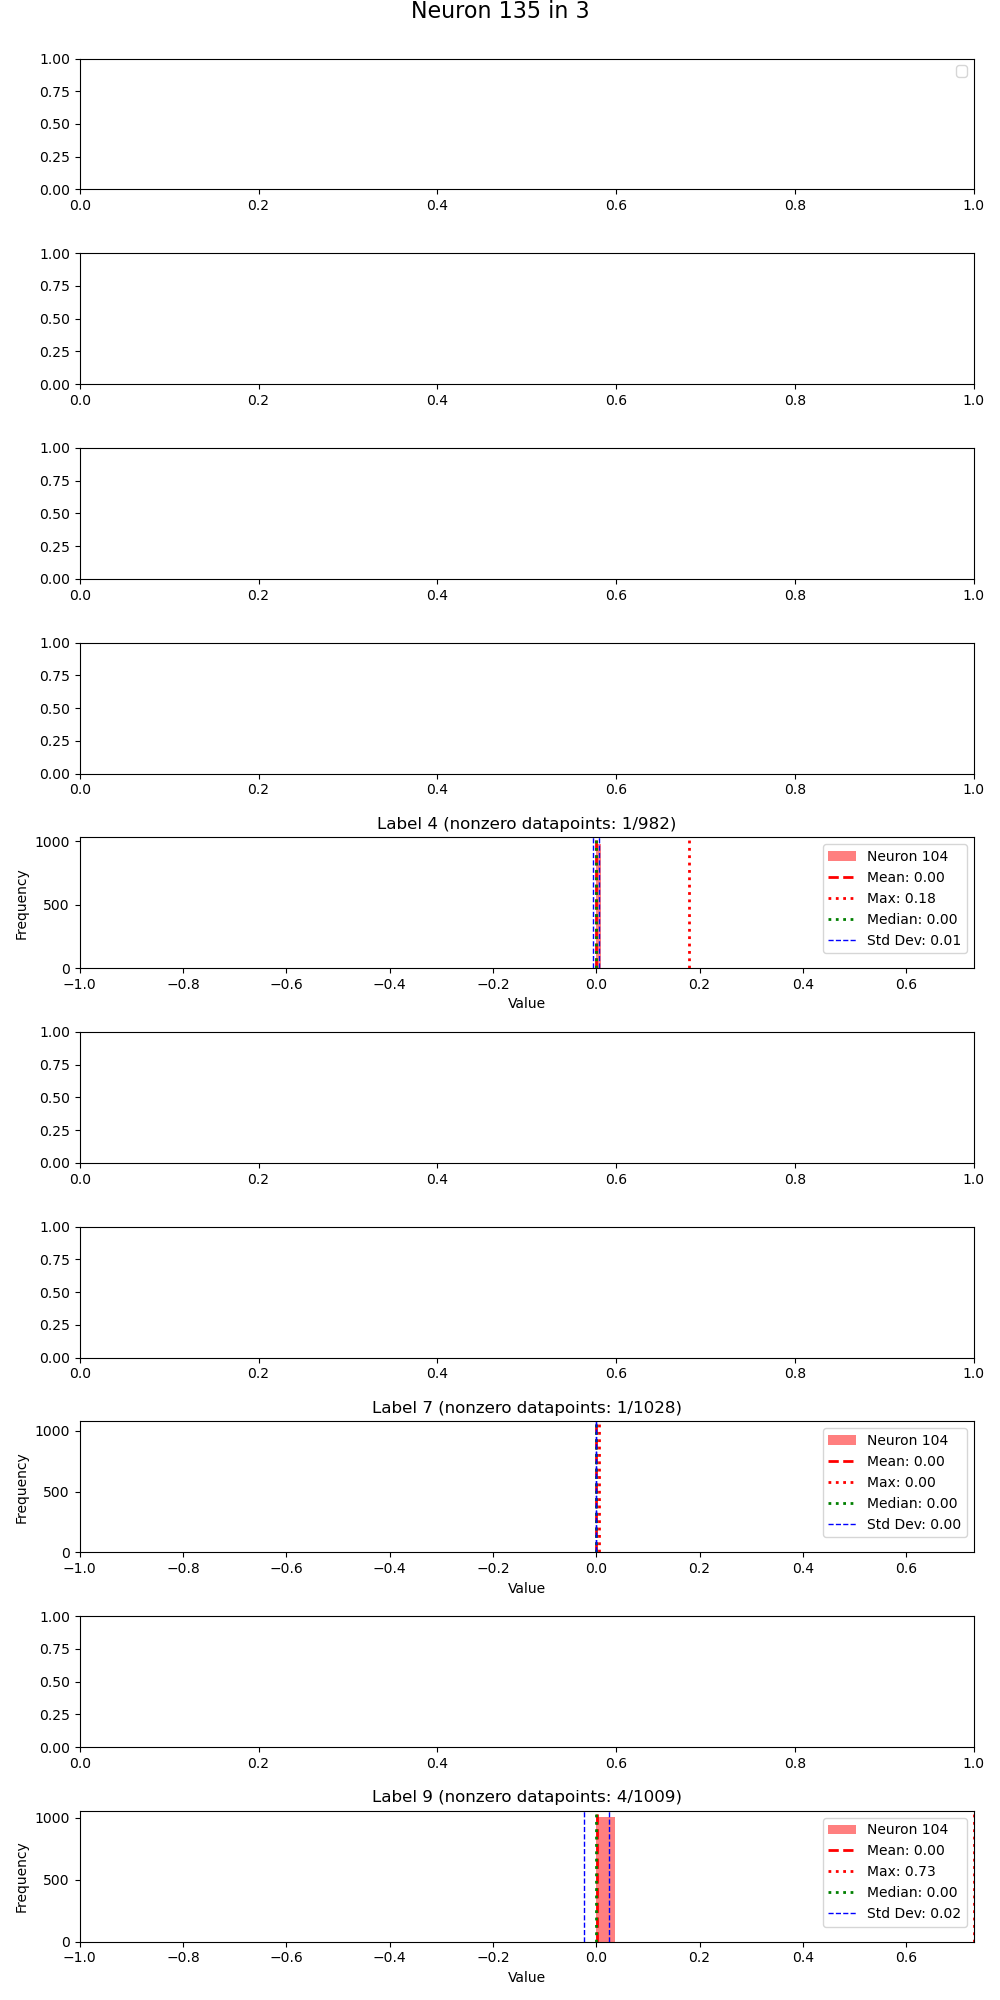 Neuron 135 in 3
1.00
0.75
0.50
0.25
0.00
0.0 0.2 0.4 0.6 0.8 1.0
1.00
0.75
0.50
0.25
0.00
0.0 0.2 0.4 0.6 0.8 1.0
1.00
0.75
0.50
0.25
0.00
0.0 0.2 0.4 0.6 0.8 1.0
1.00
0.75
0.50
0.25
0.00
0.0 0.2 0.4 0.6 0.8 1.0
Label 4 (nonzero datapoints: 1/982)
Frequency
1000
500
0
Neuron 104
Mean: 0.00
Max: 0.18
Median: 0.00
Std Dev: 0.01
−1.0 −0.8 −0.6 −0.4 −0.2 0.0 0.2 0.4 0.6
Value
1.00
0.75
0.50
0.25
0.00
0.0 0.2 0.4 0.6 0.8 1.0
1.00
0.75
0.50
0.25
0.00
0.0 0.2 0.4 0.6 0.8 1.0
Label 7 (nonzero datapoints: 1/1028)
Frequency
1000
500
0
Neuron 104
Mean: 0.00
Max: 0.00
Median: 0.00
Std Dev: 0.00
−1.0 −0.8 −0.6 −0.4 −0.2 0.0 0.2 0.4 0.6
Value
1.00
0.75
0.50
0.25
0.00
0.0 0.2 0.4 0.6 0.8 1.0
Label 9 (nonzero datapoints: 4/1009)
Frequency
1000
500
0
Neuron 104
Mean: 0.00
Max: 0.73
Median: 0.00
Std Dev: 0.02
−1.0 −0.8 −0.6 −0.4 −0.2 0.0 0.2 0.4 0.6
Value